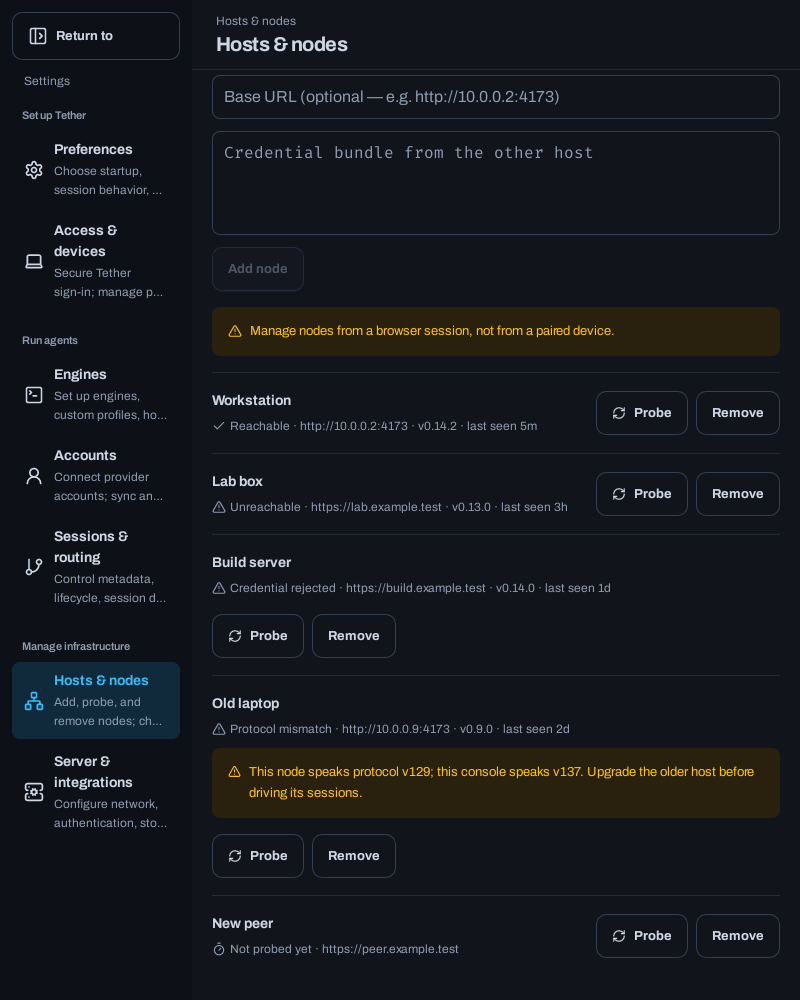 Return to
Settings
Set up Tether
Preferences
Choose startup,
session behavior, ...
Access &
devices
Secure Tether
sign-in; manage p...
Run agents
Engines
Set up engines,
custom profiles, ho...
Accounts
Connect provider
accounts; sync an...
Sessions &
routing
Control metadata,
lifecycle, session d...
Manage infrastructure
Hosts & nodes
Add, probe, and
remove nodes; ch...
Server &
integrations
Configure network,
authentication, sto...
Hosts & nodes
Hosts & nodes
Base URL (optional — e.g. http://10.0.0.2:4173)
Credential bundle from the other host
Add node
Manage nodes from a browser session, not from a paired device.
Workstation
Reachable · http://10.0.0.2:4173 · v0.14.2 · last seen 5m
Probe
Remove
Lab box
Unreachable · https://lab.example.test · v0.13.0 · last seen 3h
Probe
Remove
Build server
Credential rejected · https://build.example.test · v0.14.0 · last seen 1d
Probe
Remove
Old laptop
Protocol mismatch · http://10.0.0.9:4173 · v0.9.0 · last seen 2d
This node speaks protocol v129; this console speaks v137. Upgrade the older host before
driving its sessions.
Probe
Remove
New peer
Not probed yet · https://peer.example.test
Probe
Remove